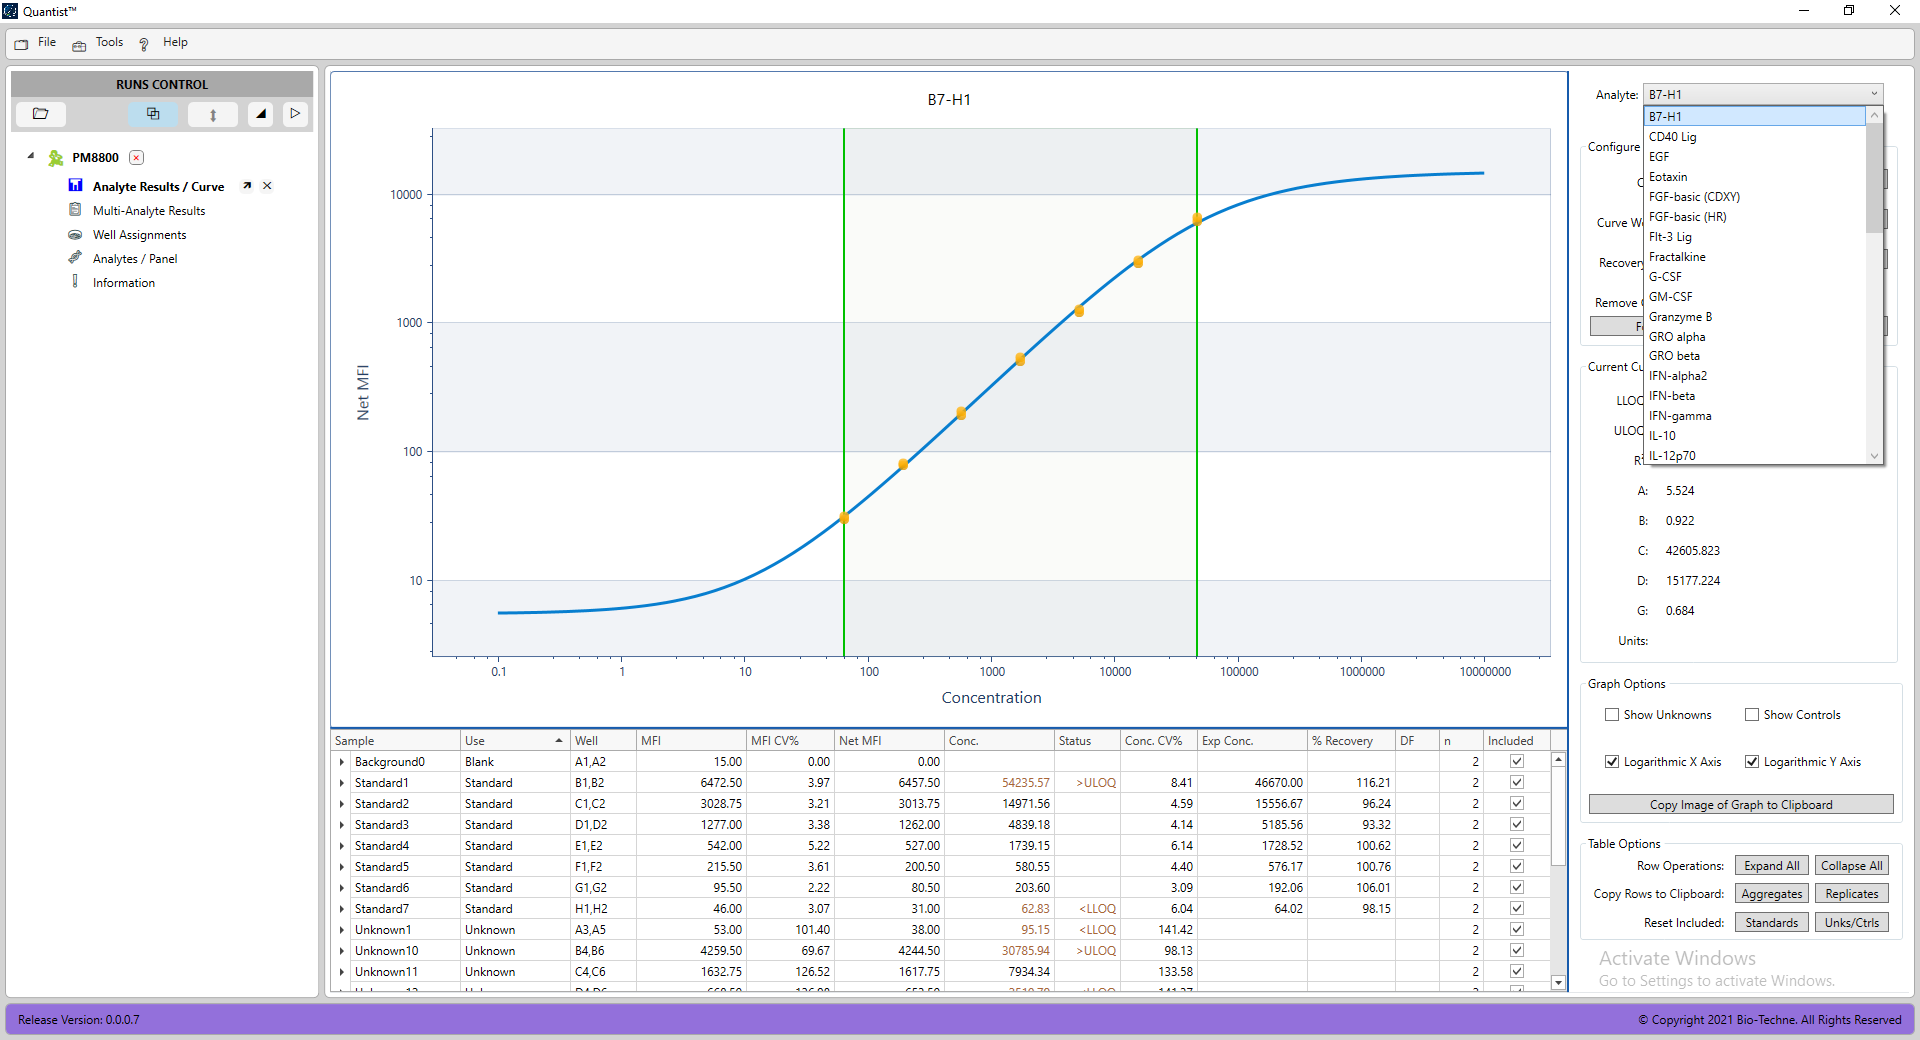 Quantist™
File Tools Help
RUNS CONTROL
PM8800
Analyte Results / Curve
Multi-Analyte Results
Well Assignments
Analytes / Panel
Information
B7-H1
Net MFI
10000
1000
100
10
0.1 1 10 100 1000 10000 100000 1000000 10000000
Concentration
Sample Use Well MFI MFI CV% Net MFI Conc. Status Conc. CV% Exp Conc. % Recovery DF n Included
Background0 Blank A1,A2 15.00 0.00 0.00 2
Standard1 Standard B1,B2 6472.50 3.97 6457.50 54235.57 >ULOQ 8.41 46670.00 116.21 2
Standard2 Standard C1,C2 3028.75 3.21 3013.75 14971.56 4.59 15556.67 96.24 2
Standard3 Standard D1,D2 1277.00 3.38 1262.00 4839.18 4.14 5185.56 93.32 2
Standard4 Standard E1,E2 542.00 5.22 527.00 1739.15 6.14 1728.52 100.62 2
Standard5 Standard F1,F2 215.50 3.61 200.50 580.55 4.40 576.17 100.76 2
Standard6 Standard G1,G2 95.50 2.22 80.50 203.60 3.09 192.06 106.01 2
Standard7 Standard H1,H2 46.00 3.07 31.00 62.83 <LLOQ 6.04 64.02 98.15 2
Unknown1 Unknown A3,A5 53.00 101.40 38.00 95.15 <LLOQ 141.42 2
Unknown10 Unknown B4,B6 4259.50 69.67 4244.50 30785.94 >ULOQ 98.13 2
Unknown11 Unknown C4,C6 1632.75 126.52 1617.75 7934.34 133.58 2
Analyte: B7-H1
B7-H1
CD40 Lig
EGF
Eotaxin
FGF-basic (CDXY)
FGF-basic (HR)
Flt-3 Lig
Fractalkine
G-CSF
GM-CSF
Granzyme B
GRO alpha
GRO beta
IFN-alpha2
IFN-beta
IFN-gamma
IL-10
IL-12p70
Configure
Curve We
Recovery
Remove
Current Cu
LLOQ
ULOQ
A: 5.524
B: 0.922
C: 42605.823
D: 15177.224
G: 0.684
Units:
Graph Options
Show Unknowns Show Controls
Logarithmic X Axis Logarithmic Y Axis
Copy Image of Graph to Clipboard
Table Options
Row Operations: Expand All Collapse All
Copy Rows to Clipboard: Aggregates Replicates
Reset Included: Standards Unks/Ctrls
Activate Windows
Go to Settings to activate Windows.
Release Version: 0.0.0.7
© Copyright 2021 Bio-Techne. All Rights Reserved